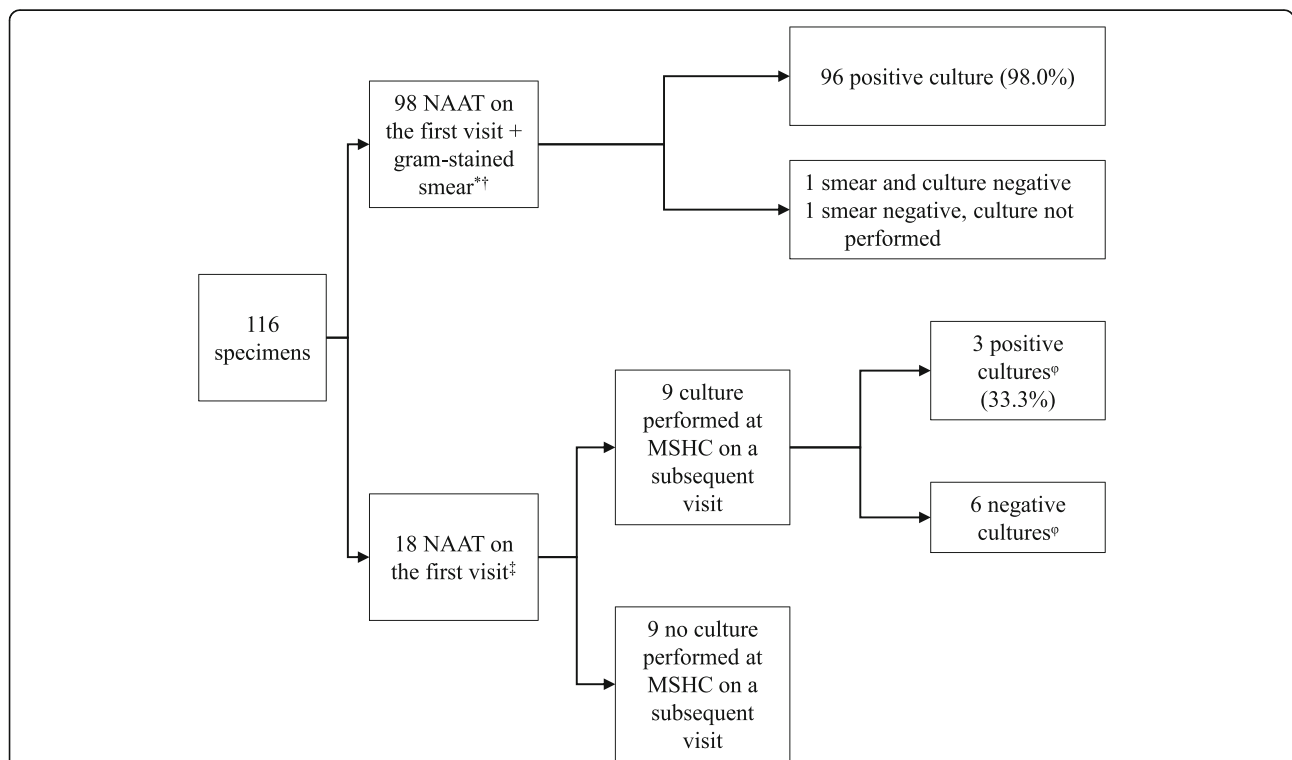 116
specimens
98 NAAT on
the first visit +
gram-stained
smear*†
96 positive culture (98.0%)
1 smear and culture negative
1 smear negative, culture not
performed
18 NAAT on
the first visit‡
9 culture
performed at
MSHC on a
subsequent
visit
3 positive
culturesᵠ
(33.3%)
6 negative
culturesᵠ
9 no culture
performed at
MSHC on a
subsequent
visit